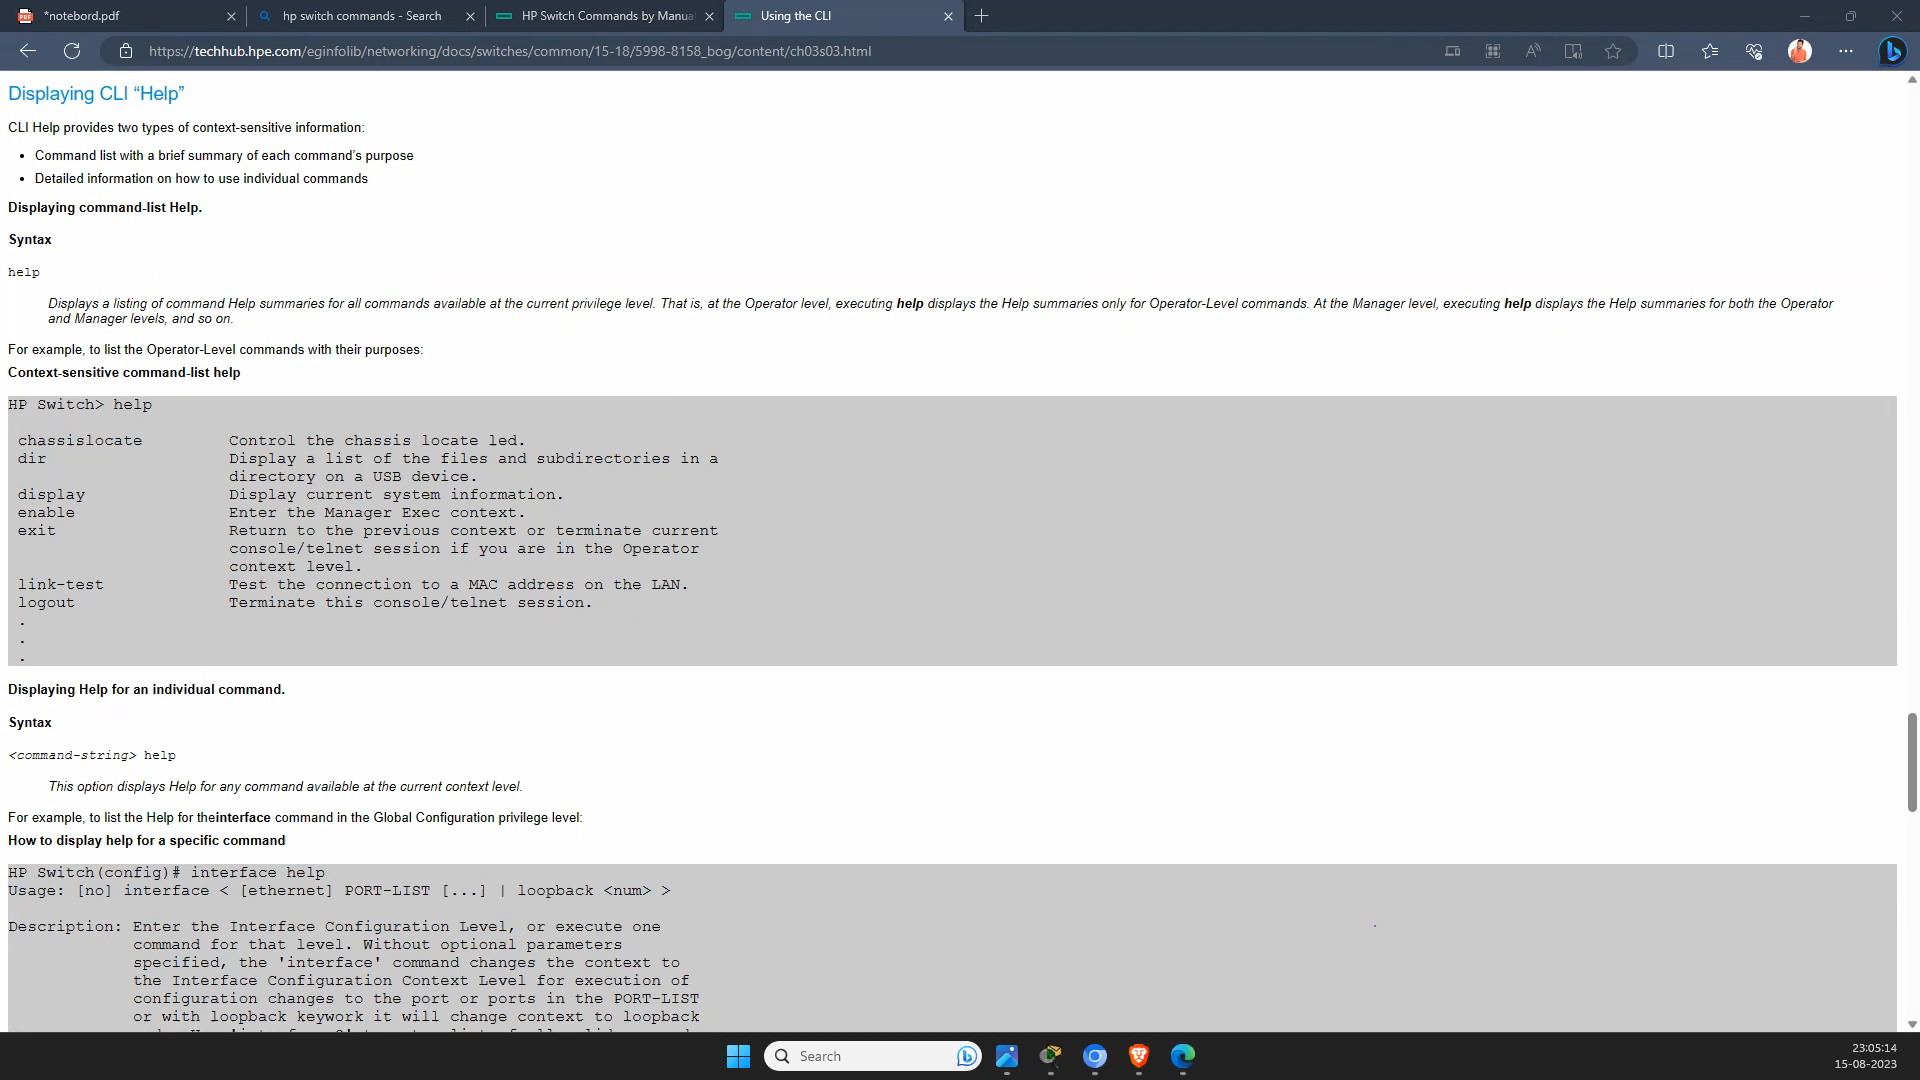 *notebord.pdf
hp switch commands - Search
HP Switch Commands by Manua
Using the CLI
https://techhub.hpe.com/eginfolib/networking/docs/switches/common/15-18/5998-8158_bog/content/ch03s03.html
Displaying CLI “Help”
CLI Help provides two types of context-sensitive information:
• Command list with a brief summary of each command’s purpose
• Detailed information on how to use individual commands
Displaying command-list Help.
Syntax
help
Displays a listing of command Help summaries for all commands available at the current privilege level. That is, at the Operator level, executing help displays the Help summaries only for Operator-Level commands. At the Manager level, executing help displays the Help summaries for both the Operator
and Manager levels, and so on.
For example, to list the Operator-Level commands with their purposes:
Context-sensitive command-list help
HP Switch> help
chassislocate Control the chassis locate led.
dir Display a list of the files and subdirectories in a
directory on a USB device.
display Display current system information.
enable Enter the Manager Exec context.
exit Return to the previous context or terminate current
console/telnet session if you are in the Operator
context level.
link-test Test the connection to a MAC address on the LAN.
logout Terminate this console/telnet session.
.
.
.
Displaying Help for an individual command.
Syntax
<command-string> help
This option displays Help for any command available at the current context level.
For example, to list the Help for theinterface command in the Global Configuration privilege level:
How to display help for a specific command
HP Switch(config)# interface help
Usage: [no] interface < [ethernet] PORT-LIST [...] | loopback <num> >
Description: Enter the Interface Configuration Level, or execute one
command for that level. Without optional parameters
specified, the 'interface' command changes the context to
the Interface Configuration Context Level for execution of
configuration changes to the port or ports in the PORT-LIST
or with loopback keywork it will change context to loopback
Search
23:05:14
15-08-2023